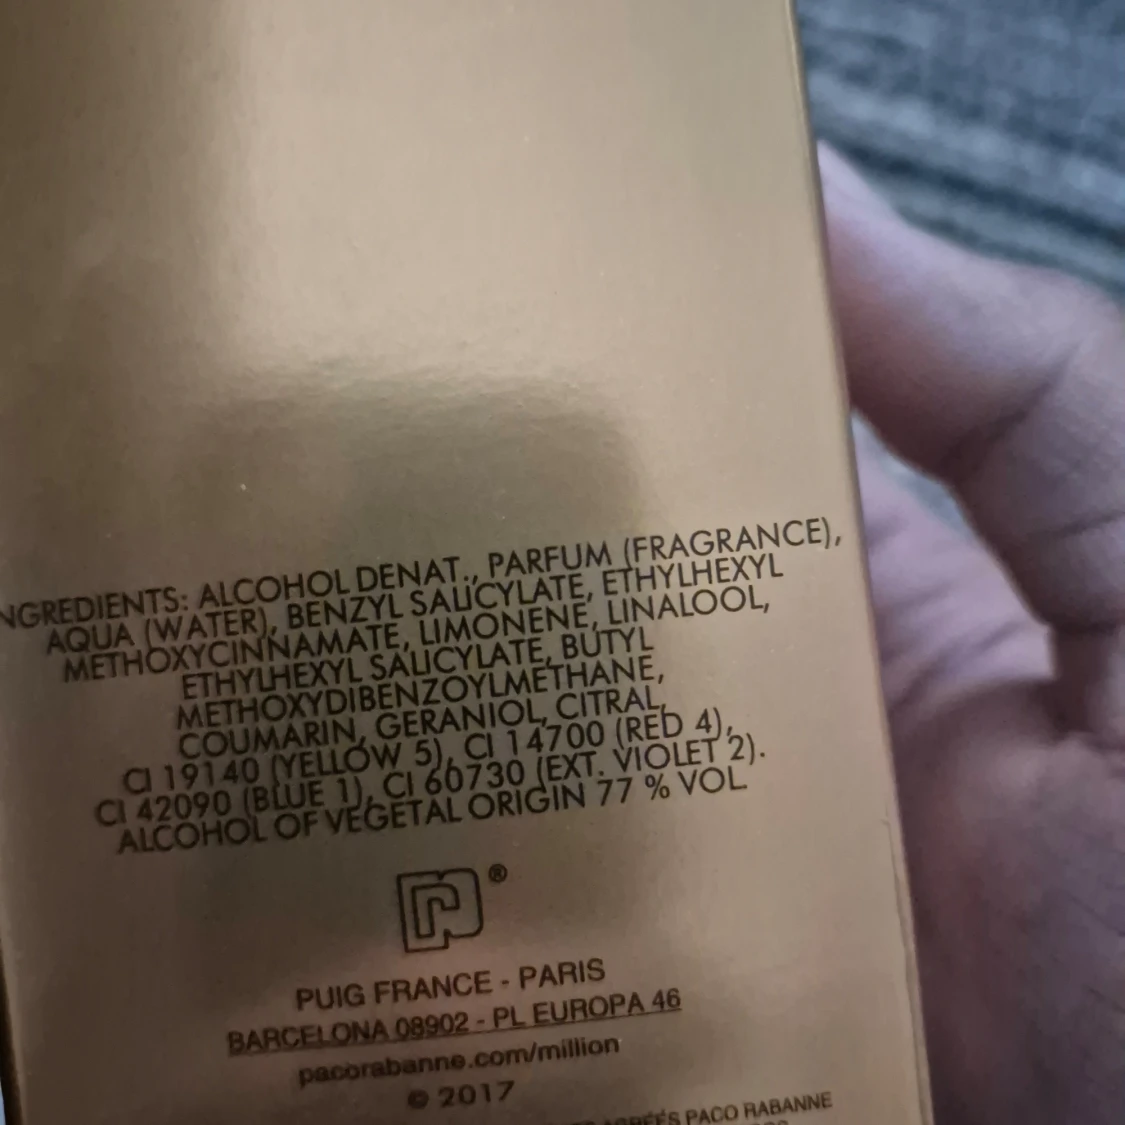 NGREDIENTS: ALCOHOL DENAT., PARFUM (FRAGRANCE),
AQUA (WATER), BENZYL SALICYLATE, ETHYLHEXYL
METHOXYCINNAMATE, LIMONENE, LINALOOL,
ETHYLHEXYL SALICYLATE, BUTYL
METHOXYDIBENZOYLMETHANE,
COUMARIN, GERANIOL, CITRAL,
CI 19140 (YELLOW 5), CI 14700 (RED 4),
CI 42090 (BLUE 1), CI 60730 (EXT. VIOLET 2).
ALCOHOL OF VEGETAL ORIGIN 77 % VOL
®
PUIG FRANCE - PARIS
BARCELONA 08902 - PL EUROPA 46
pacorabanne.com/million
© 2017
AGRÉÉS PACO RABANNE